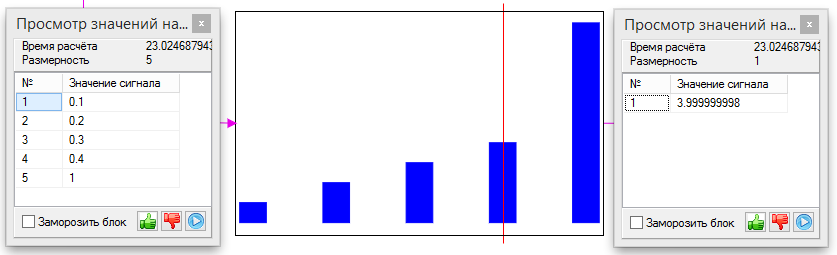 Просмотр значений на... x
Время расчёта 23.024687943
Размерность 5
№ Значение сигнала
1 0.1
2 0.2
3 0.3
4 0.4
5 1
Заморозить блок
Просмотр значений на... x
Время расчёта 23.024687943
Размерность 1
№ Значение сигнала
1 3.999999998
Заморозить блок